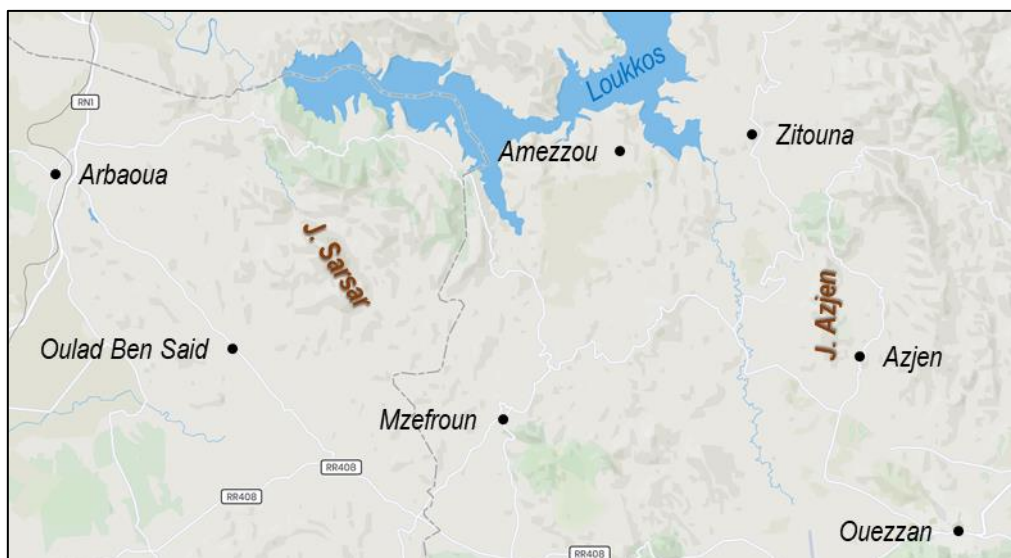 Loukkos
RN1
Zitouna
Amezzou
Arbaoua
J. Sarsar
J. Azjen
Oulad Ben Said
Azjen
Mzefroun
RR408
RR408
Ouezzan
RR408